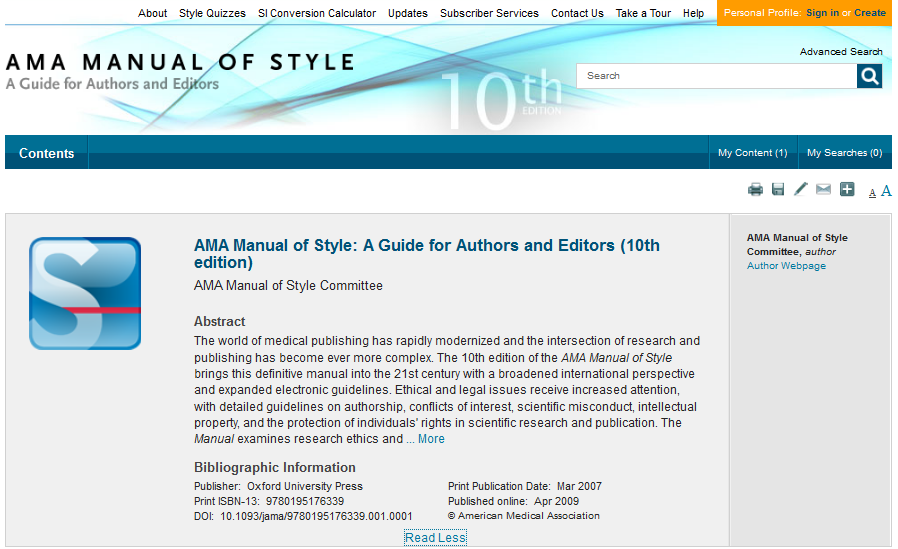 About Style Quizzes SI Conversion Calculator Updates Subscriber Services Contact Us Take a Tour Help Personal Profile: Sign in or Create
AMA MANUAL OF STYLE
A Guide for Authors and Editors
10th
EDITION
Advanced Search
Search
Contents My Content (1) My Searches (0)
A A
S
AMA Manual of Style: A Guide for Authors and Editors (10th
edition)
AMA Manual of Style Committee
Abstract
The world of medical publishing has rapidly modernized and the intersection of research and
publishing has become ever more complex. The 10th edition of the AMA Manual of Style
brings this definitive manual into the 21st century with a broadened international perspective
and expanded electronic guidelines. Ethical and legal issues receive increased attention,
with detailed guidelines on authorship, conflicts of interest, scientific misconduct, intellectual
property, and the protection of individuals' rights in scientific research and publication. The
Manual examines research ethics and ... More
Bibliographic Information
Publisher: Oxford University Press Print Publication Date: Mar 2007
Print ISBN-13: 9780195176339 Published online: Apr 2009
DOI: 10.1093/jama/9780195176339.001.0001 © American Medical Association
Read Less
AMA Manual of Style
Committee, author
Author Webpage